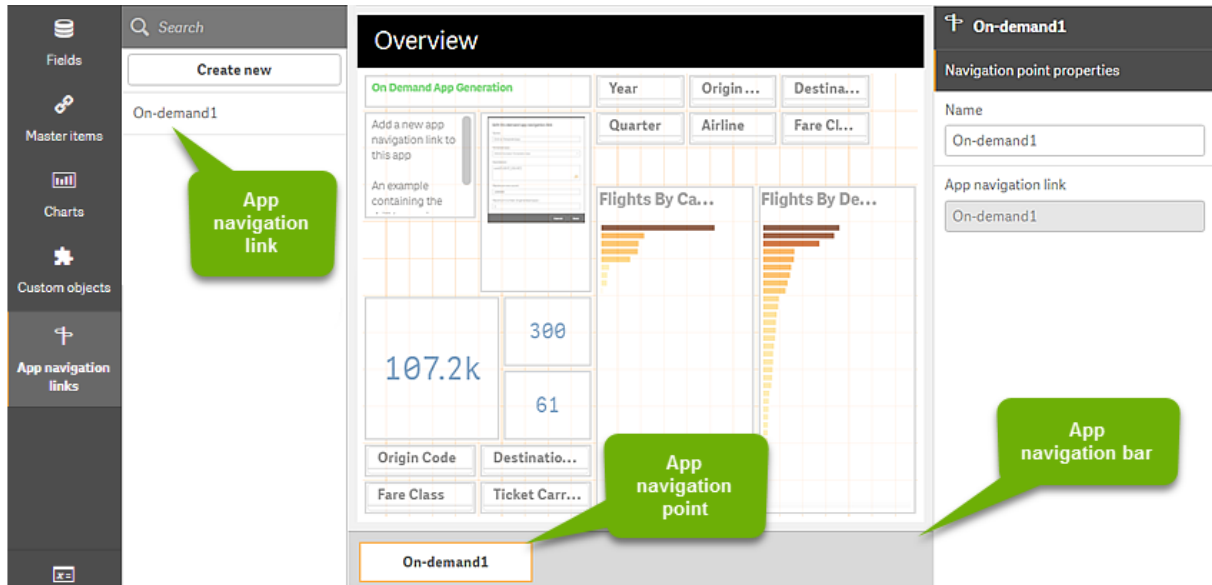 Fields
Master items
Charts
Custom objects
App navigation
links
Search
Create new
On-demand1
App
navigation
link
Overview
On Demand App Generation
Add a new app
navigation link to
this app
An example
containing the
Year
Origin ...
Destina...
Quarter
Airline
Fare Cl...
Flights By Ca...
Flights By De...
107.2k
300
61
Origin Code
Destinatio...
Fare Class
Ticket Carr...
App
navigation
point
On-demand1
App
navigation bar
On-demand1
Navigation point properties
Name
On-demand1
App navigation link
On-demand1